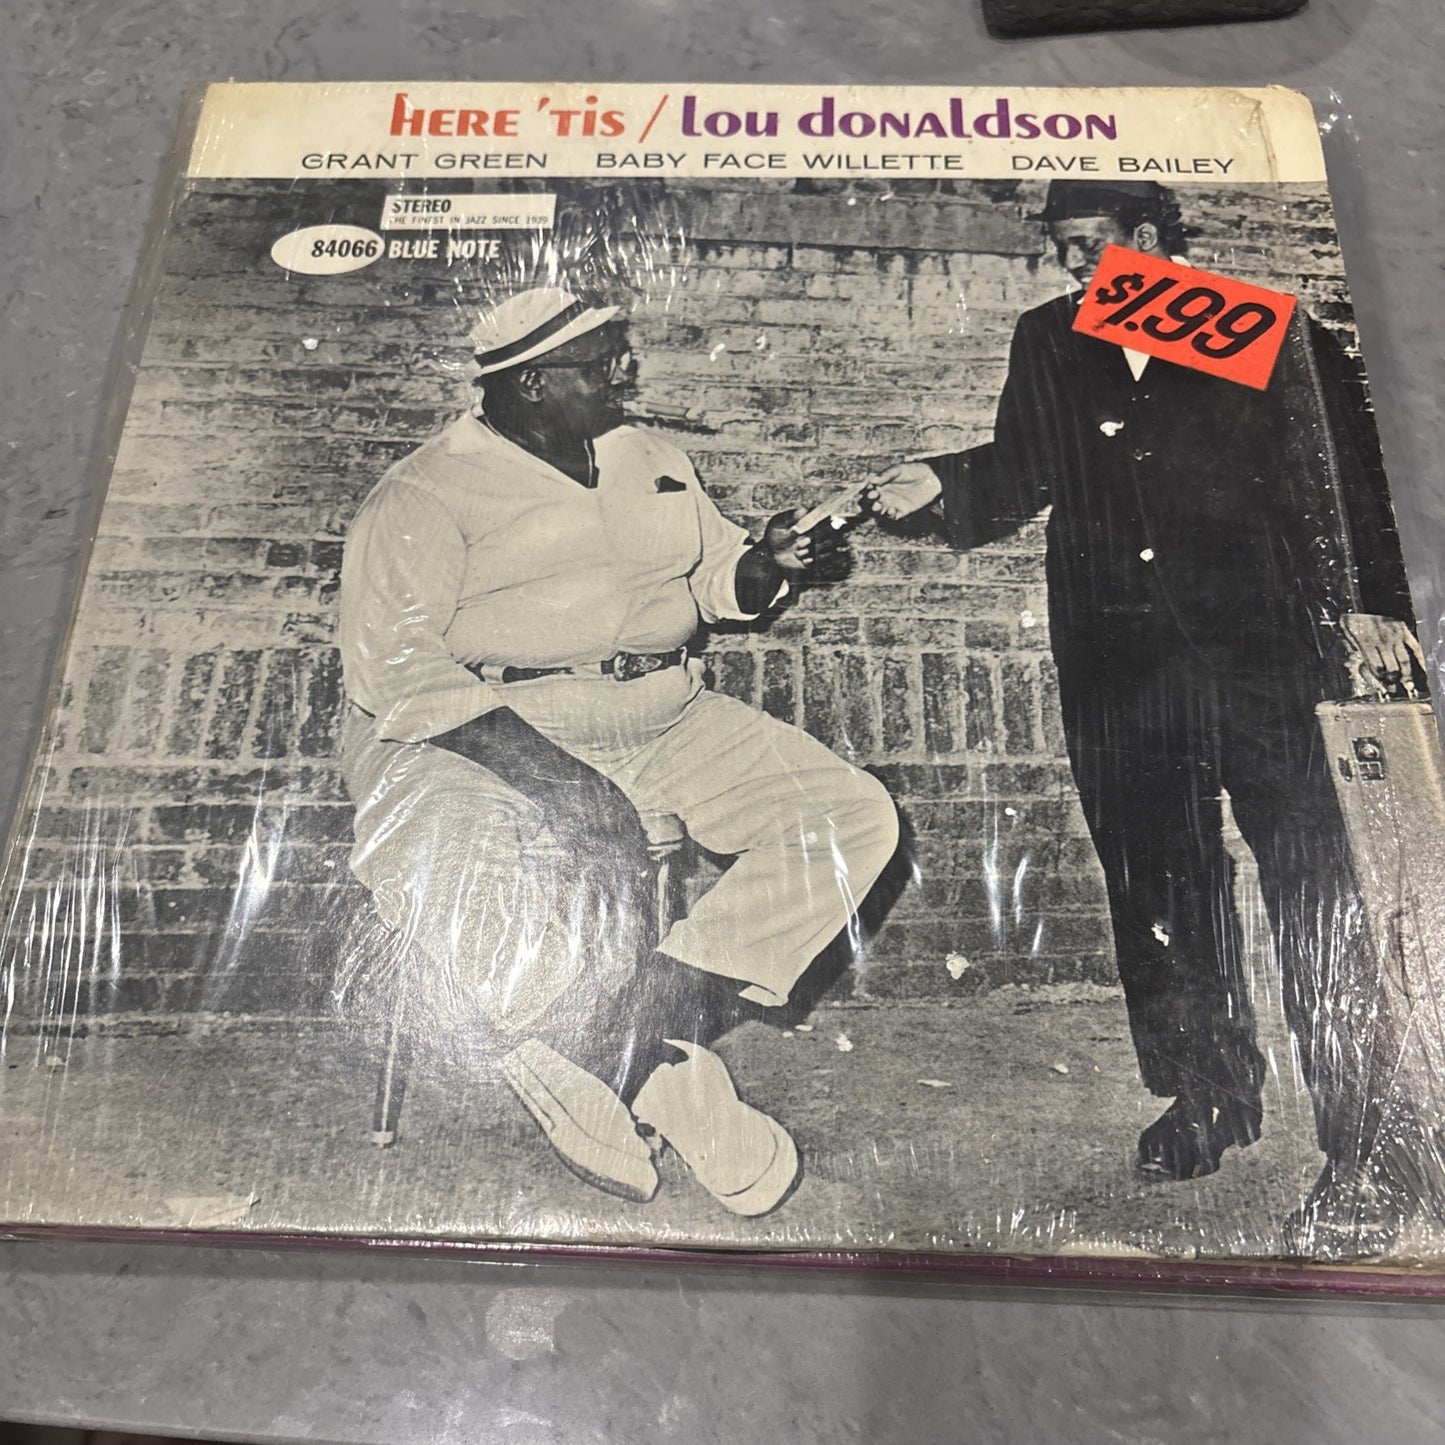 here 'tis / lou donaldson
GRANT GREEN BABY FACE WILLETTE DAVE BAILEY
STEREO
THE FINEST IN JAZZ SINCE 1939
84066 BLUE NOTE
$1.99